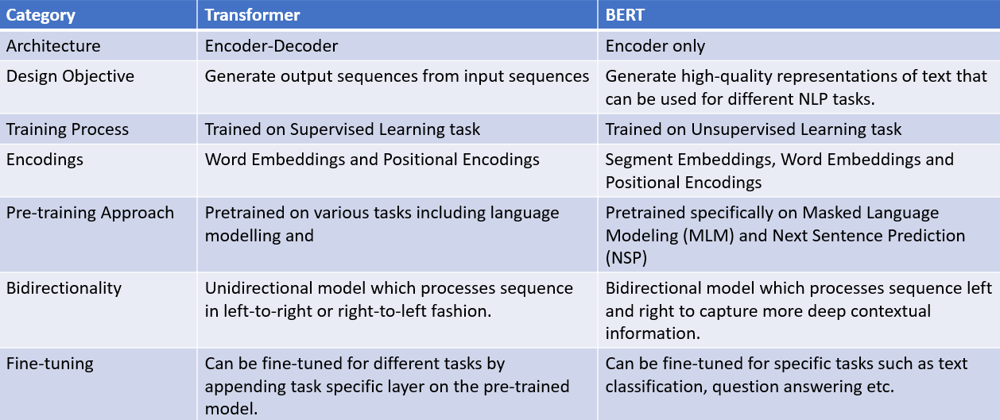 Category Transformer BERT
Architecture Encoder-Decoder Encoder only
Design Objective Generate output sequences from input sequences Generate high-quality representations of text that
can be used for different NLP tasks.
Training Process Trained on Supervised Learning task Trained on Unsupervised Learning task
Encodings Word Embeddings and Positional Encodings Segment Embeddings, Word Embeddings and
Positional Encodings
Pre-training Approach Pretrained on various tasks including language Pretrained specifically on Masked Language
modelling and Modeling (MLM) and Next Sentence Prediction
(NSP)
Bidirectionality Unidirectional model which processes sequence Bidirectional model which processes sequence left
in left-to-right or right-to-left fashion. and right to capture more deep contextual
information.
Fine-tuning Can be fine-tuned for different tasks by Can be fine-tuned for specific tasks such as text
appending task specific layer on the pre-trained classification, question answering etc.
model.